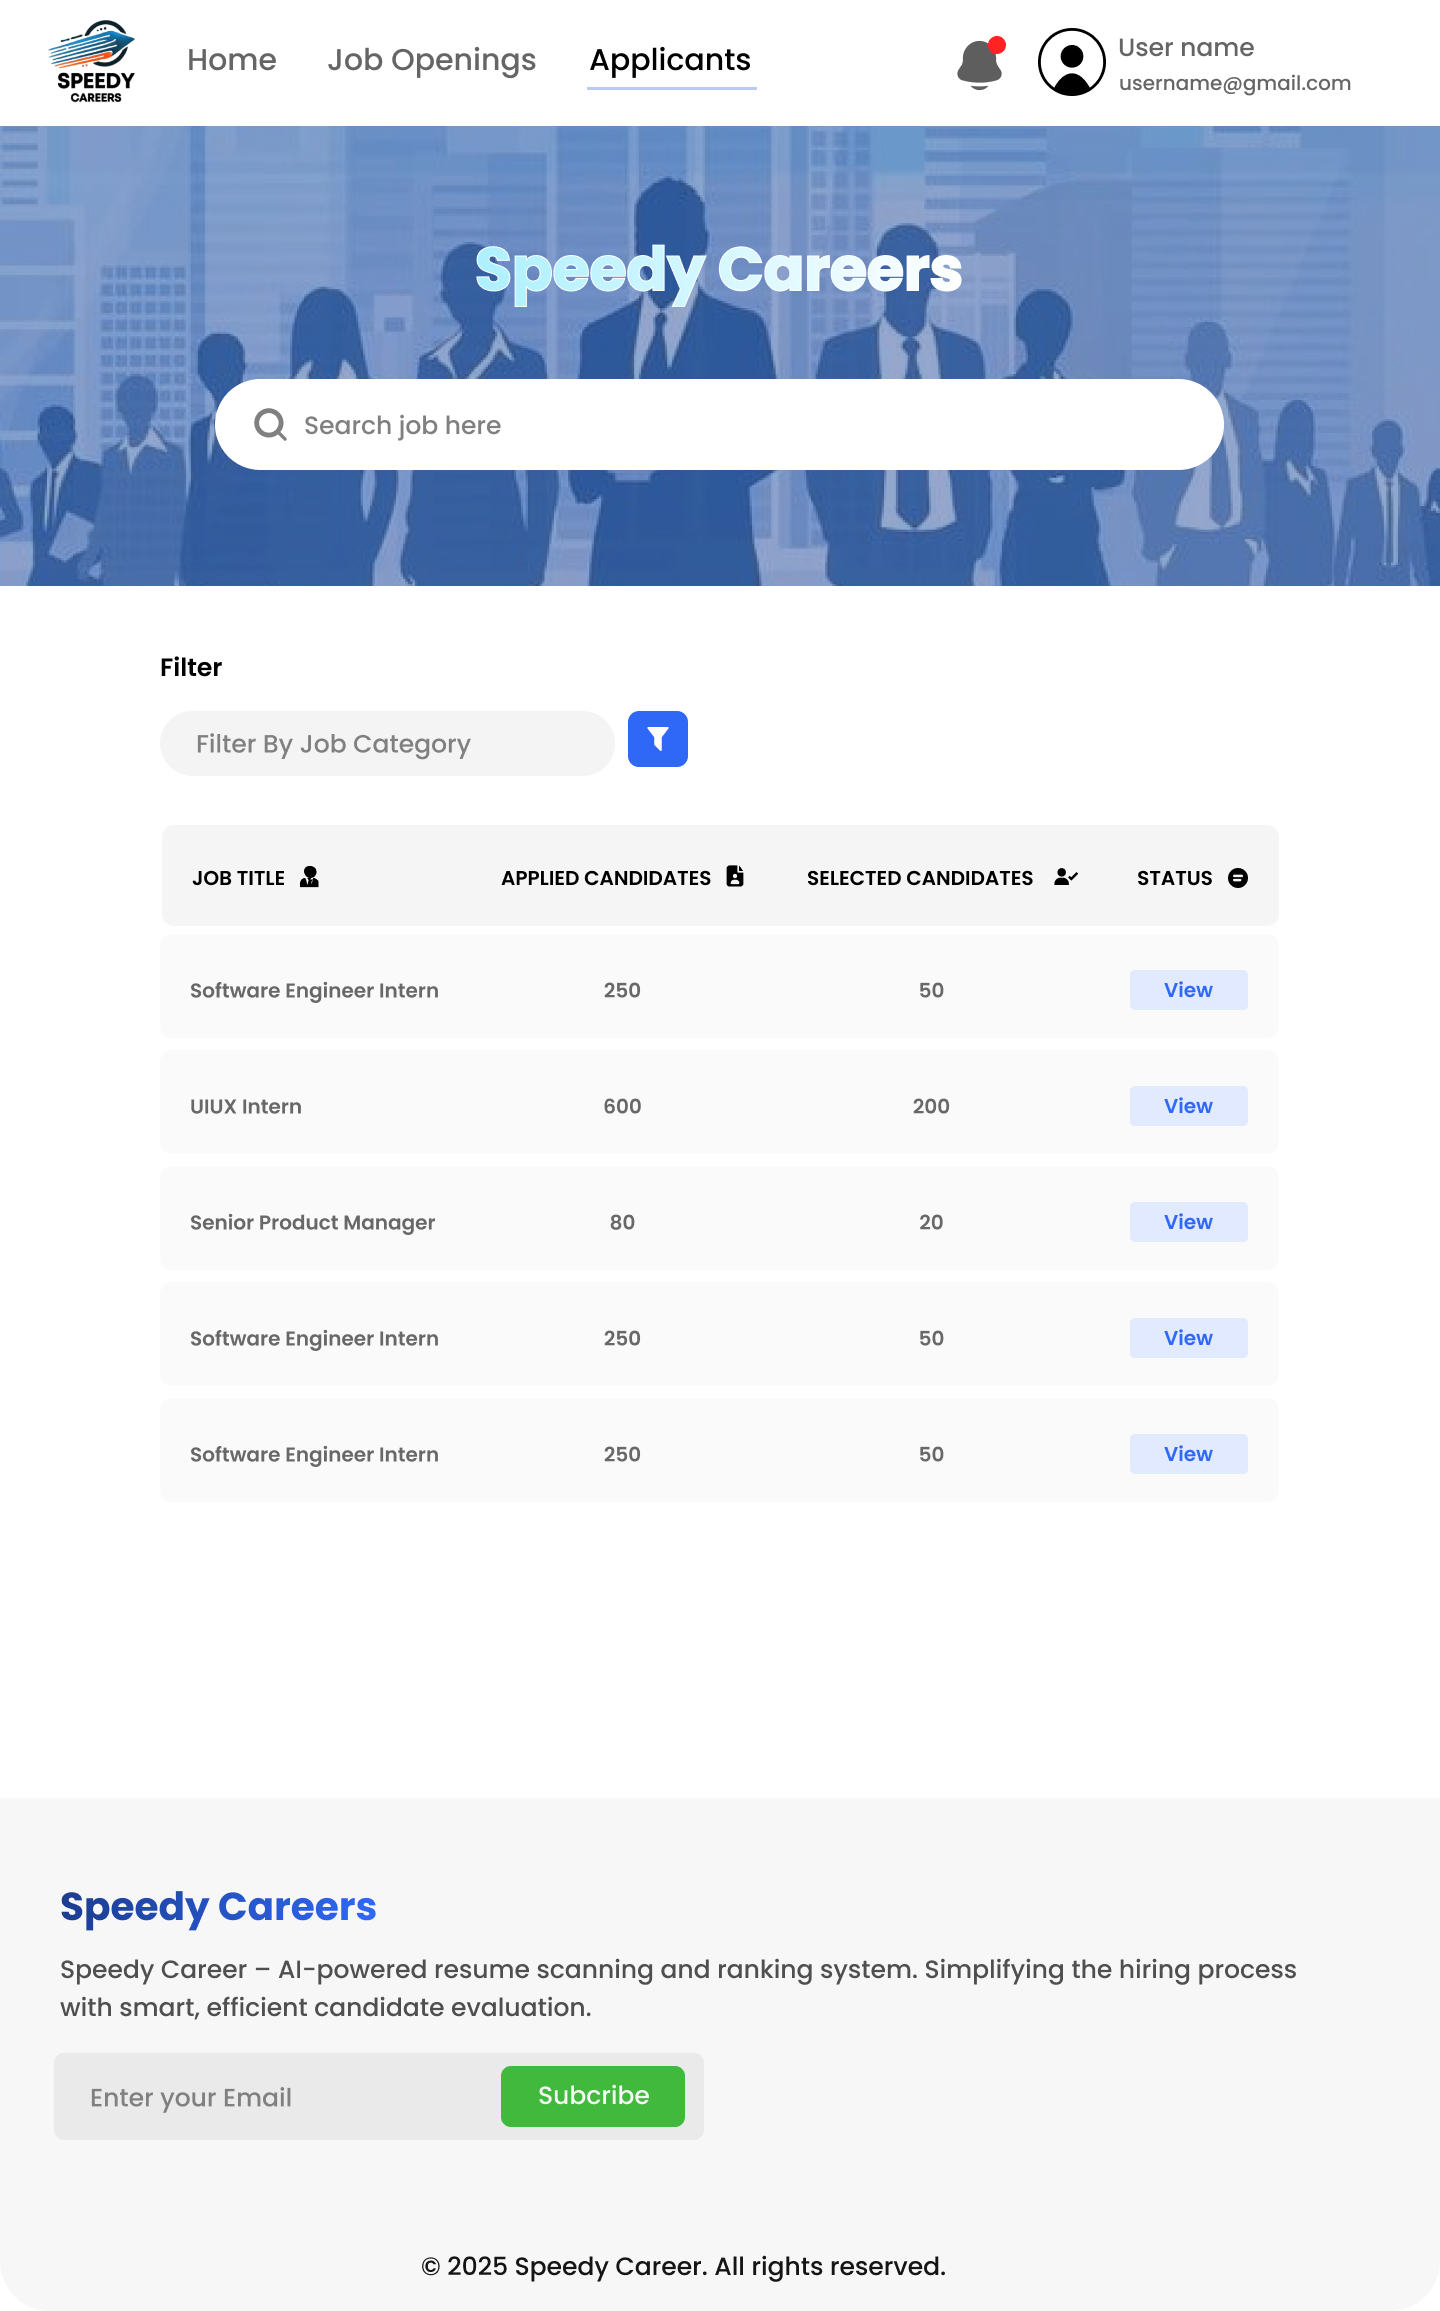 SPEEDY
CAREERS
Home
Job Openings
Applicants
User name
username@gmail.com
Speedy Careers
Search job here
Filter
Filter By Job Category
JOB TITLE
APPLIED CANDIDATES
SELECTED CANDIDATES
STATUS
Software Engineer Intern
250
50
View
UIUX Intern
600
200
View
Senior Product Manager
80
20
View
Software Engineer Intern
250
50
View
Software Engineer Intern
250
50
View
Speedy Careers
Speedy Career – AI-powered resume scanning and ranking system. Simplifying the hiring process
with smart, efficient candidate evaluation.
Enter your Email
Subcribe
© 2025 Speedy Career. All rights reserved.